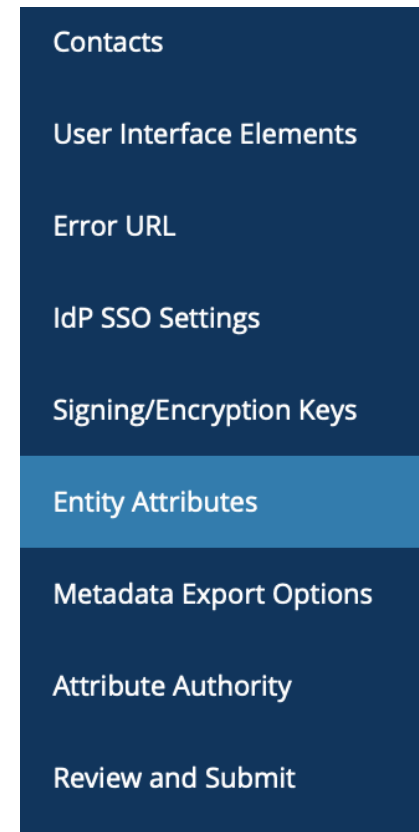 Contacts
User Interface Elements
Error URL
IdP SSO Settings
Signing/Encryption Keys
Entity Attributes
Metadata Export Options
Attribute Authority
Review and Submit